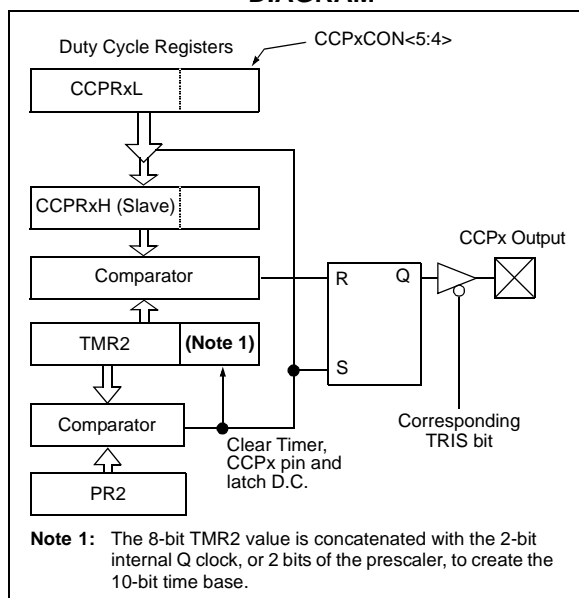 DIAGRAM
Duty Cycle Registers
CCPxCON<5:4>
CCPRxL
CCPRxH (Slave)
CCPx Output
Comparator
R
Q
TMR2
(Note 1)
S
Comparator
Clear Timer,
CCPx pin and
latch D.C.
Corresponding
TRIS bit
PR2
Note 1: The 8-bit TMR2 value is concatenated with the 2-bit
internal Q clock, or 2 bits of the prescaler, to create the
10-bit time base.